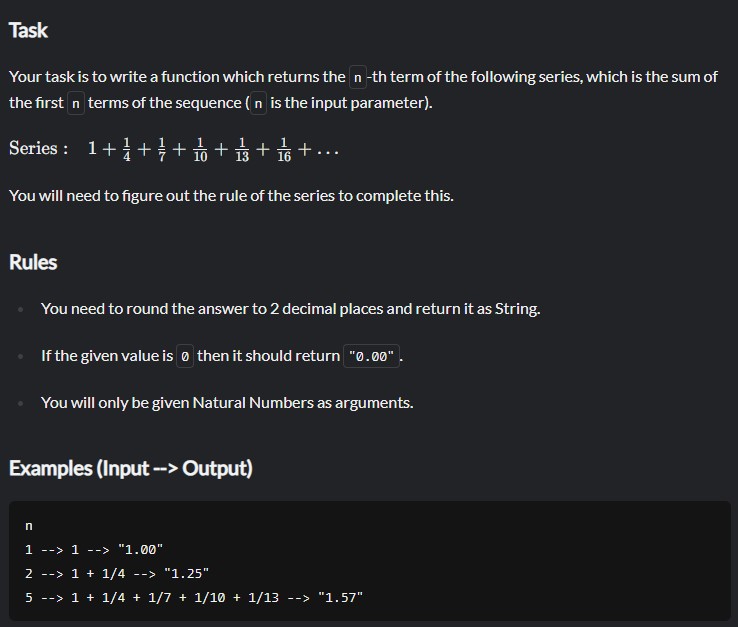 Task
Your task is to write a function which returns the n -th term of the following series, which is the sum of
the first n terms of the sequence ( n is the input parameter).
Series : 1 + 1/4 + 1/7 + 1/10 + 1/13 + 1/16 + ...
You will need to figure out the rule of the series to complete this.
Rules
You need to round the answer to 2 decimal places and return it as String.
If the given value is 0 then it should return "0.00" .
You will only be given Natural Numbers as arguments.
Examples (Input --> Output)
n
1 --> 1 --> "1.00"
2 --> 1 + 1/4 --> "1.25"
5 --> 1 + 1/4 + 1/7 + 1/10 + 1/13 --> "1.57"